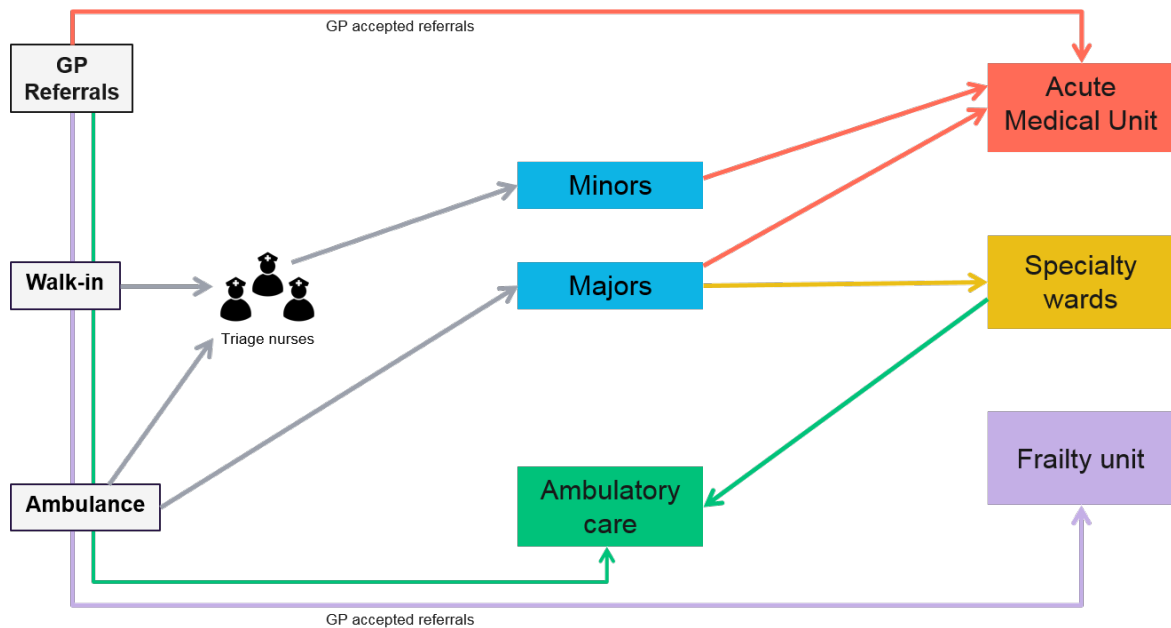 GP accepted referrals
GP
Referrals
Acute
Medical Unit
Minors
Walk-in
Triage nurses
Majors
Specialty
wards
Ambulance
Ambulatory
care
Frailty unit
GP accepted referrals